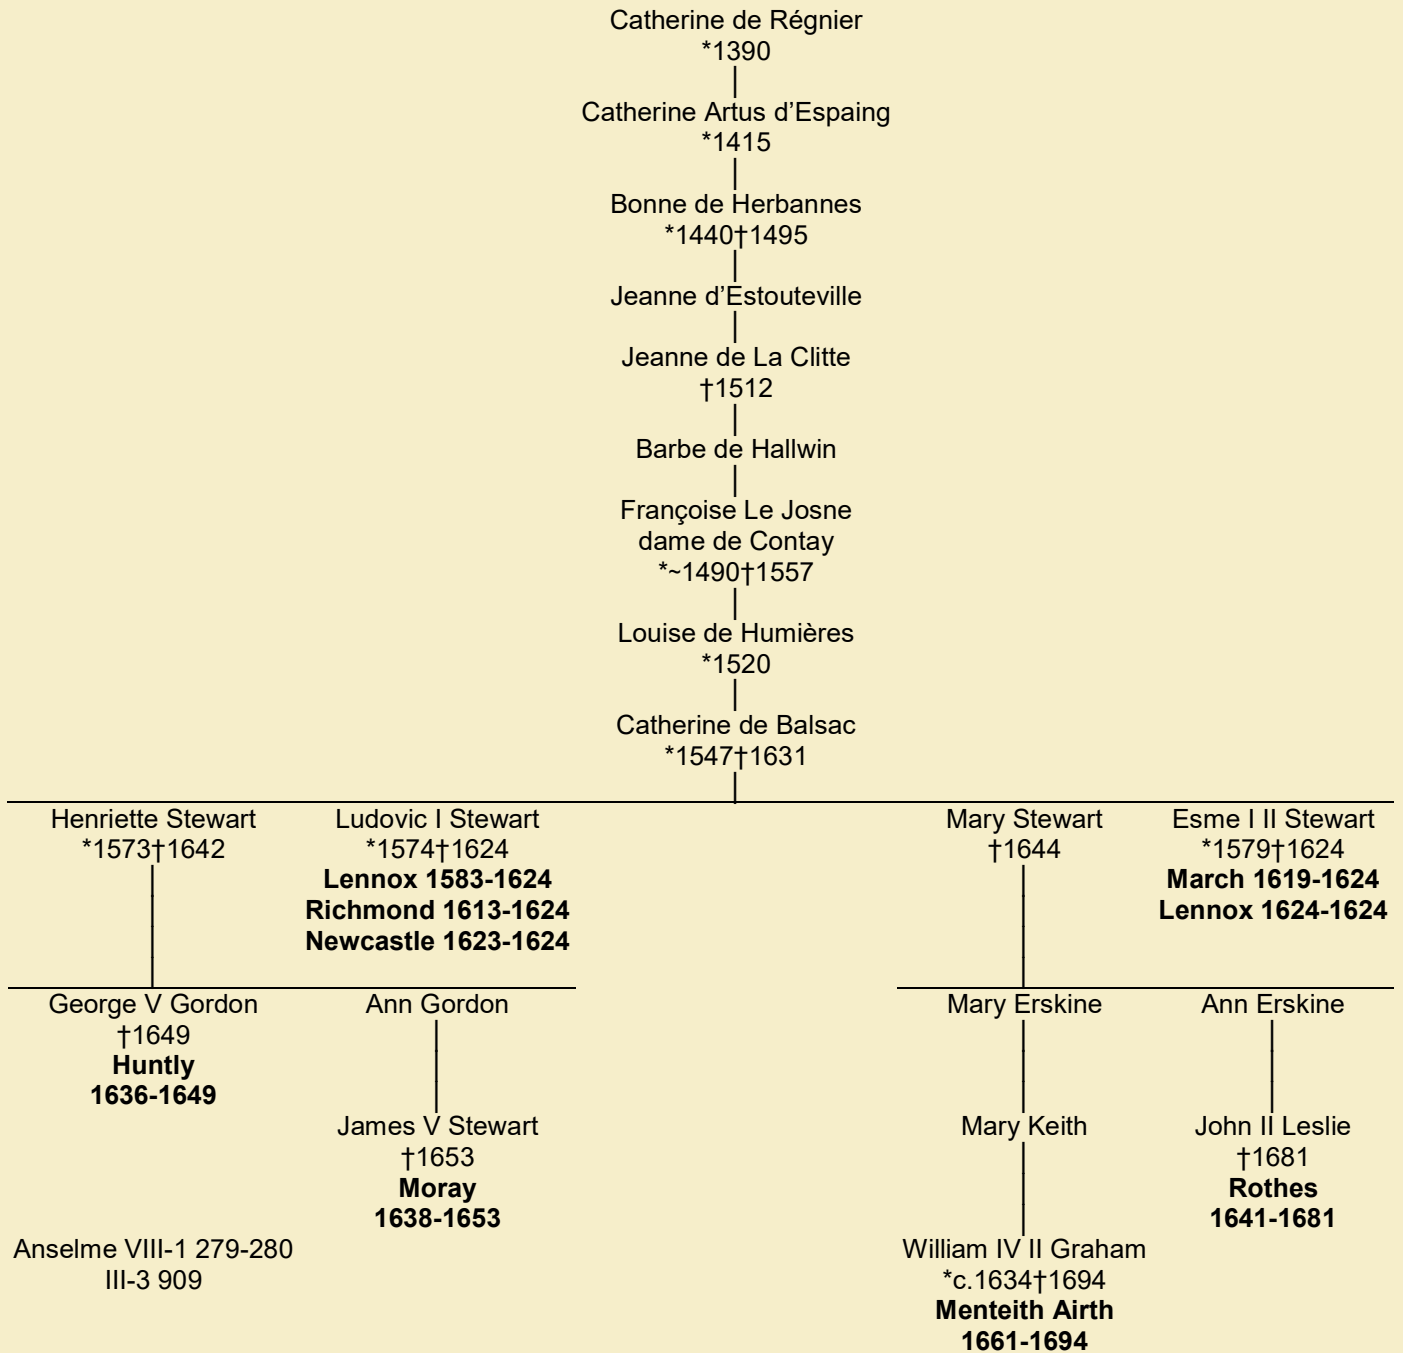 Catherine de Régnier
*1390
Catherine Artus d’Espaing
*1415
Bonne de Herbannes
*1440†1495
Jeanne d’Estouteville
Jeanne de La Clitte
†1512
Barbe de Hallwin
Françoise Le Josne
dame de Contay
*~1490†1557
Louise de Humières
*1520
Catherine de Balsac
*1547†1631
Henriette Stewart
*1573†1642
Ludovic I Stewart
*1574†1624
Lennox 1583-1624
Richmond 1613-1624
Newcastle 1623-1624
Mary Stewart
†1644
Esme I II Stewart
*1579†1624
March 1619-1624
Lennox 1624-1624
George V Gordon
†1649
Huntly
1636-1649
Ann Gordon
Mary Erskine
Ann Erskine
James V Stewart
†1653
Moray
1638-1653
Mary Keith
John II Leslie
†1681
Rothes
1641-1681
Anselme VIII-1 279-280
III-3 909
William IV II Graham
*c.1634†1694
Menteith Airth
1661-1694